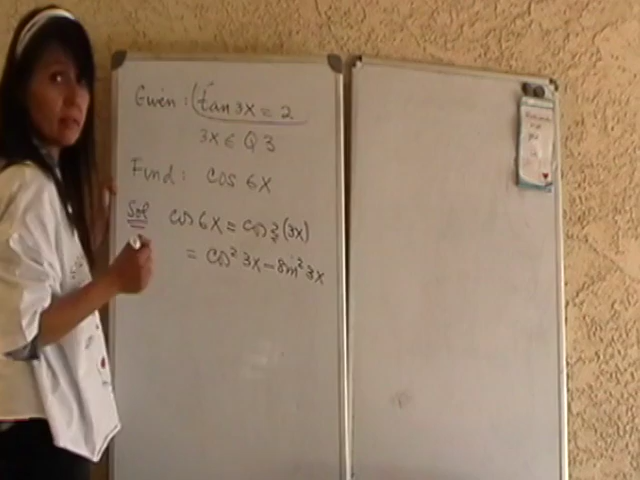 Given: tan 3x = 2
3x ∈ Q 3
Find: cos 6x
Sol
cos 6x = cos 2(3x)
= cos² 3x - sin² 3x